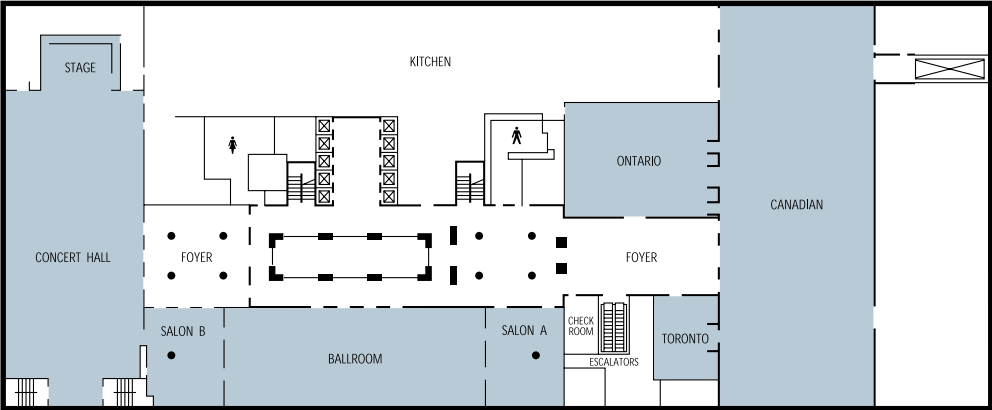 STAGE
KITCHEN
ONTARIO
CANADIAN
CONCERT HALL
FOYER
FOYER
SALON B
BALLROOM
SALON A
CHECK
ROOM
ESCALATORS
TORONTO